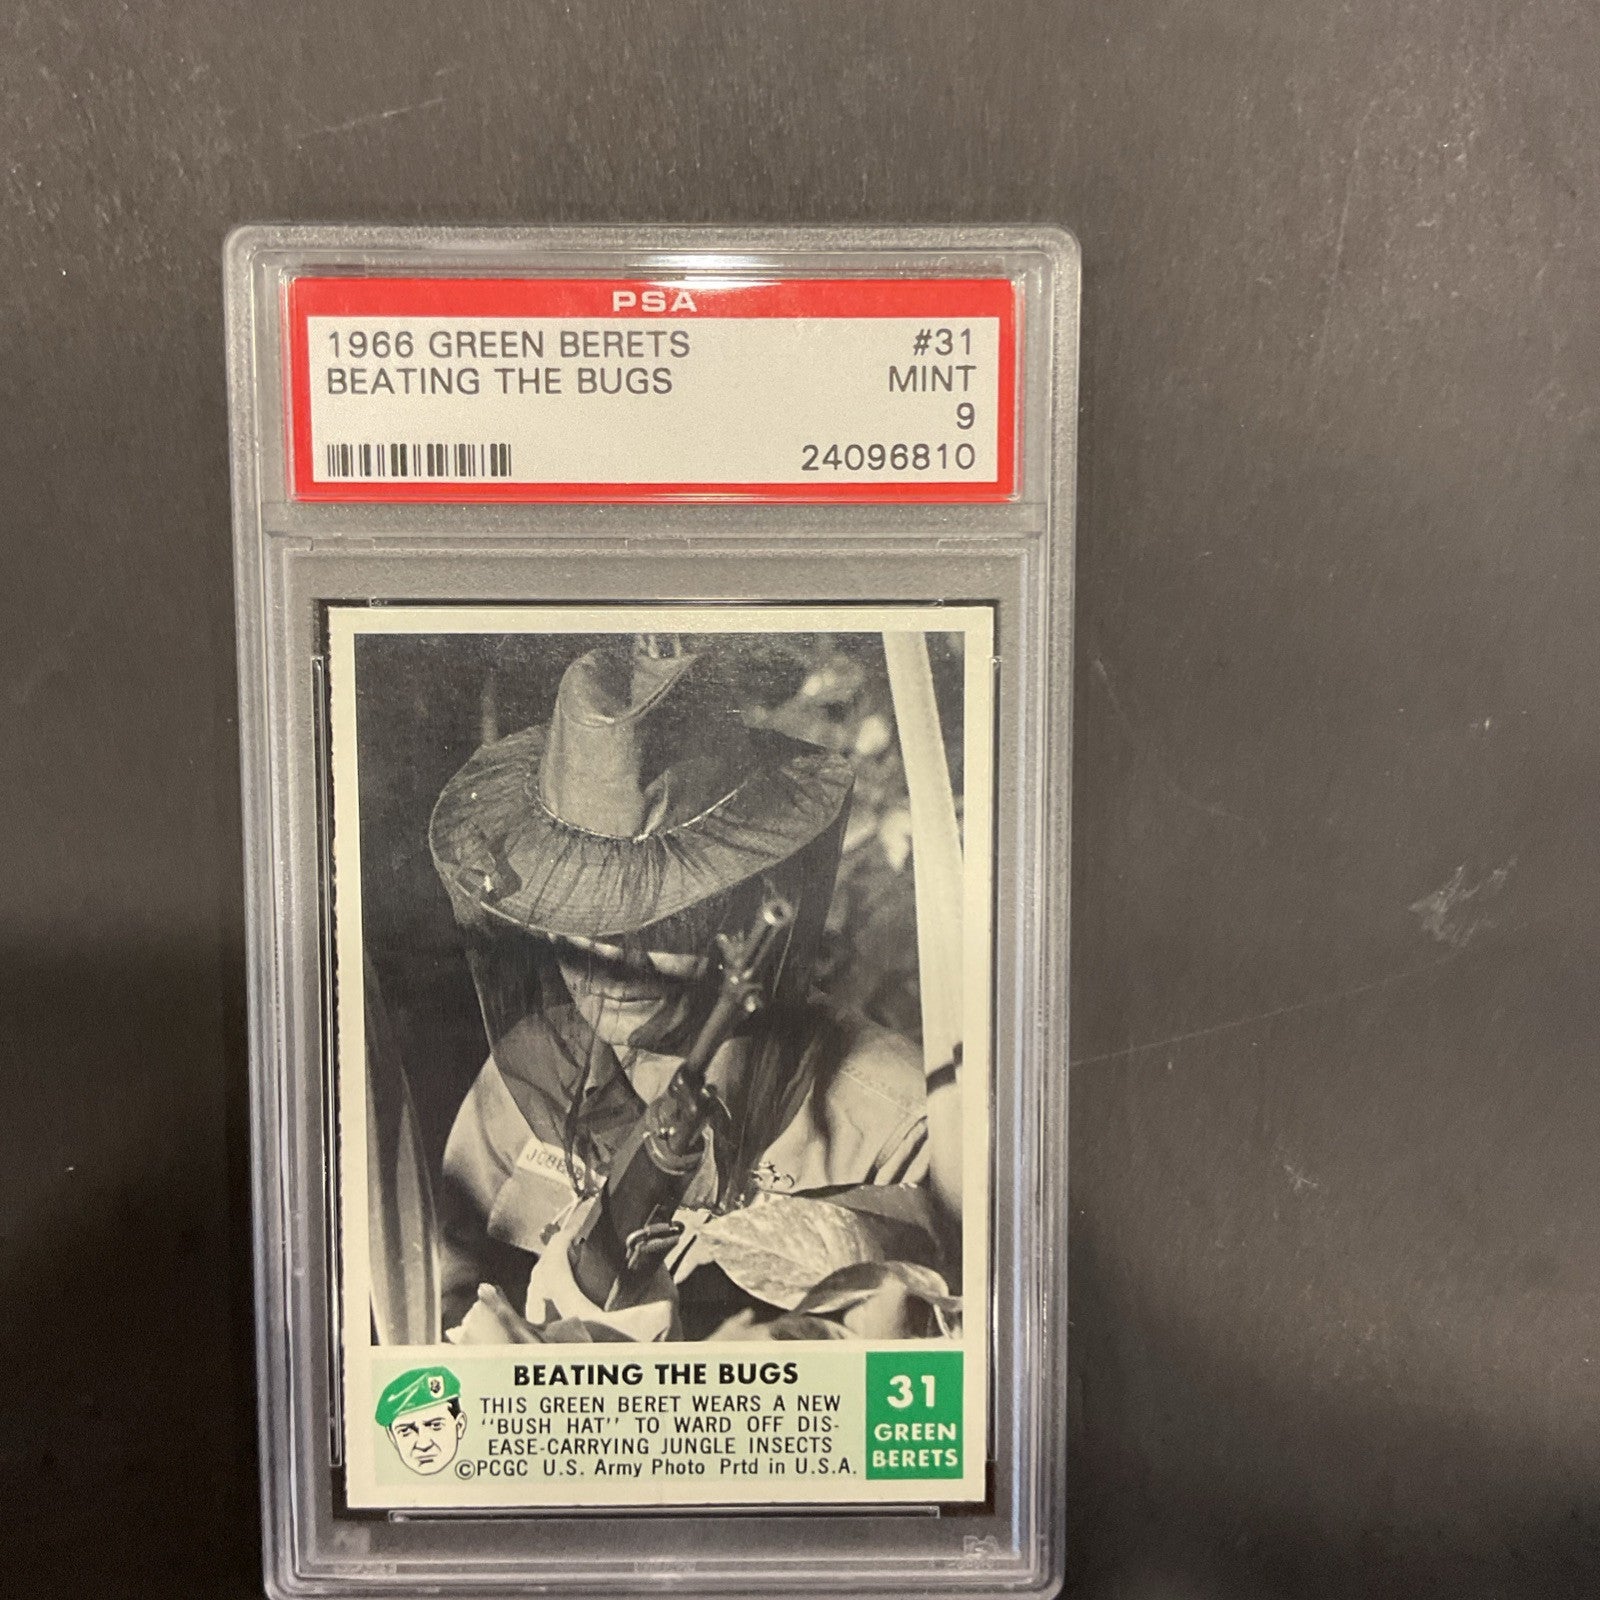 PSA
1966 GREEN BERETS #31
BEATING THE BUGS MINT
9
24096810
BEATING THE BUGS
THIS GREEN BERET WEARS A NEW
"BUSH HAT" TO WARD OFF DIS-
EASE-CARRYING JUNGLE INSECTS
©PCGC U.S. Army Photo Prtd in U.S.A.
31
GREEN
BERETS